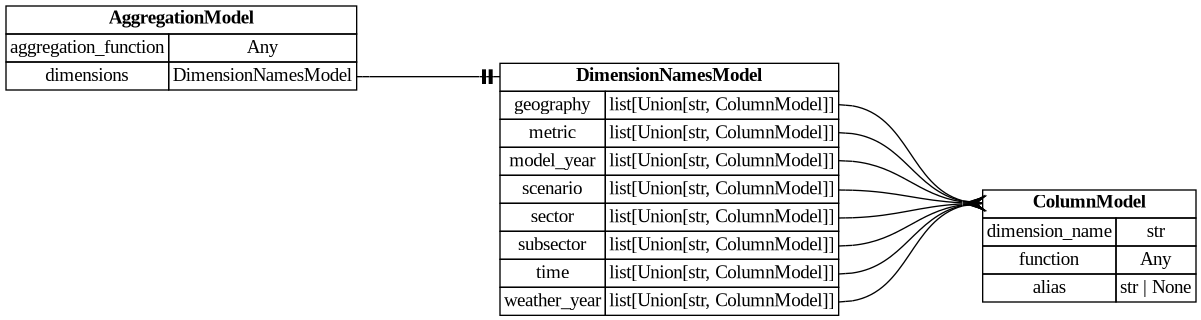 AggregationModel
aggregation_function Any
dimensions DimensionNamesModel
DimensionNamesModel
geography list[Union[str, ColumnModel]]
metric list[Union[str, ColumnModel]]
model_year list[Union[str, ColumnModel]]
scenario list[Union[str, ColumnModel]]
sector list[Union[str, ColumnModel]]
subsector list[Union[str, ColumnModel]]
time list[Union[str, ColumnModel]]
weather_year list[Union[str, ColumnModel]]
ColumnModel
dimension_name str
function Any
alias str | None